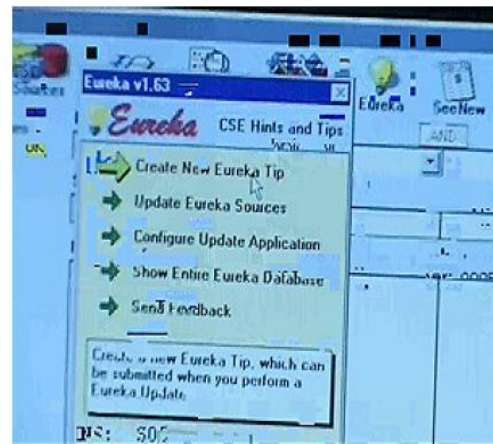 Eureka v1.63
Sources
Eureka
SeeNew
Eureka CSE Hints and Tips
AND
Create New Eureka Tip
Update Eureka Sources
Configure Update Application
Show Entire Eureka Database
Send Feedback
Create a new Eureka Tip, which can
be submitted when you perform a
Eureka Update